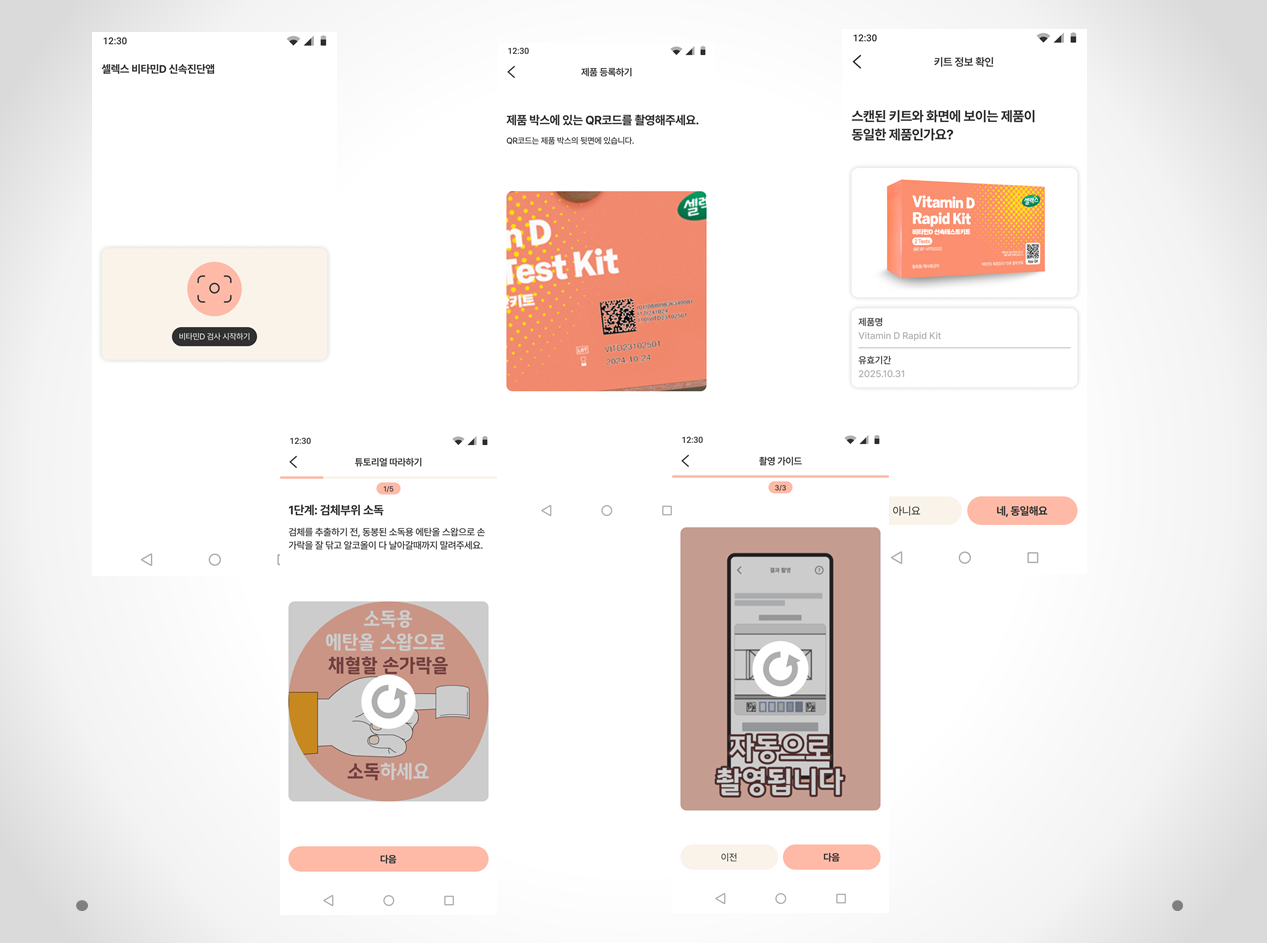 12:30
셀렉스 비타민D 신속진단앱
비타민D 검사 시작하기
12:30
제품 등록하기
제품 박스에 있는 QR코드를 촬영해주세요.
QR코드는 제품 박스의 뒷면에 있습니다.
셀렉
n D
Test Kit
키트
LOT
VITD23102501
2024-10-24
12:30
키트 정보 확인
스캔된 키트와 화면에 보이는 제품이
동일한 제품인가요?
Vitamin D
Rapid Kit
셀렉스
비타민D 신속테스트키트
2 Tests
제품명
Vitamin D Rapid Kit
유효기간
2025.10.31
아니요
네, 동일해요
12:30
튜토리얼 따라하기
1/5
1단계: 검체부위 소독
검체를 추출하기 전, 동봉된 소독용 에탄올 스왑으로 손
가락을 잘 닦고 알코올이 다 날아갈때까지 말려주세요.
소독용
에탄올 스왑으로
채혈할 손가락을
소독하세요
다음
12:30
촬영 가이드
3/3
결과 촬영
자동으로
촬영됩니다
이전
다음